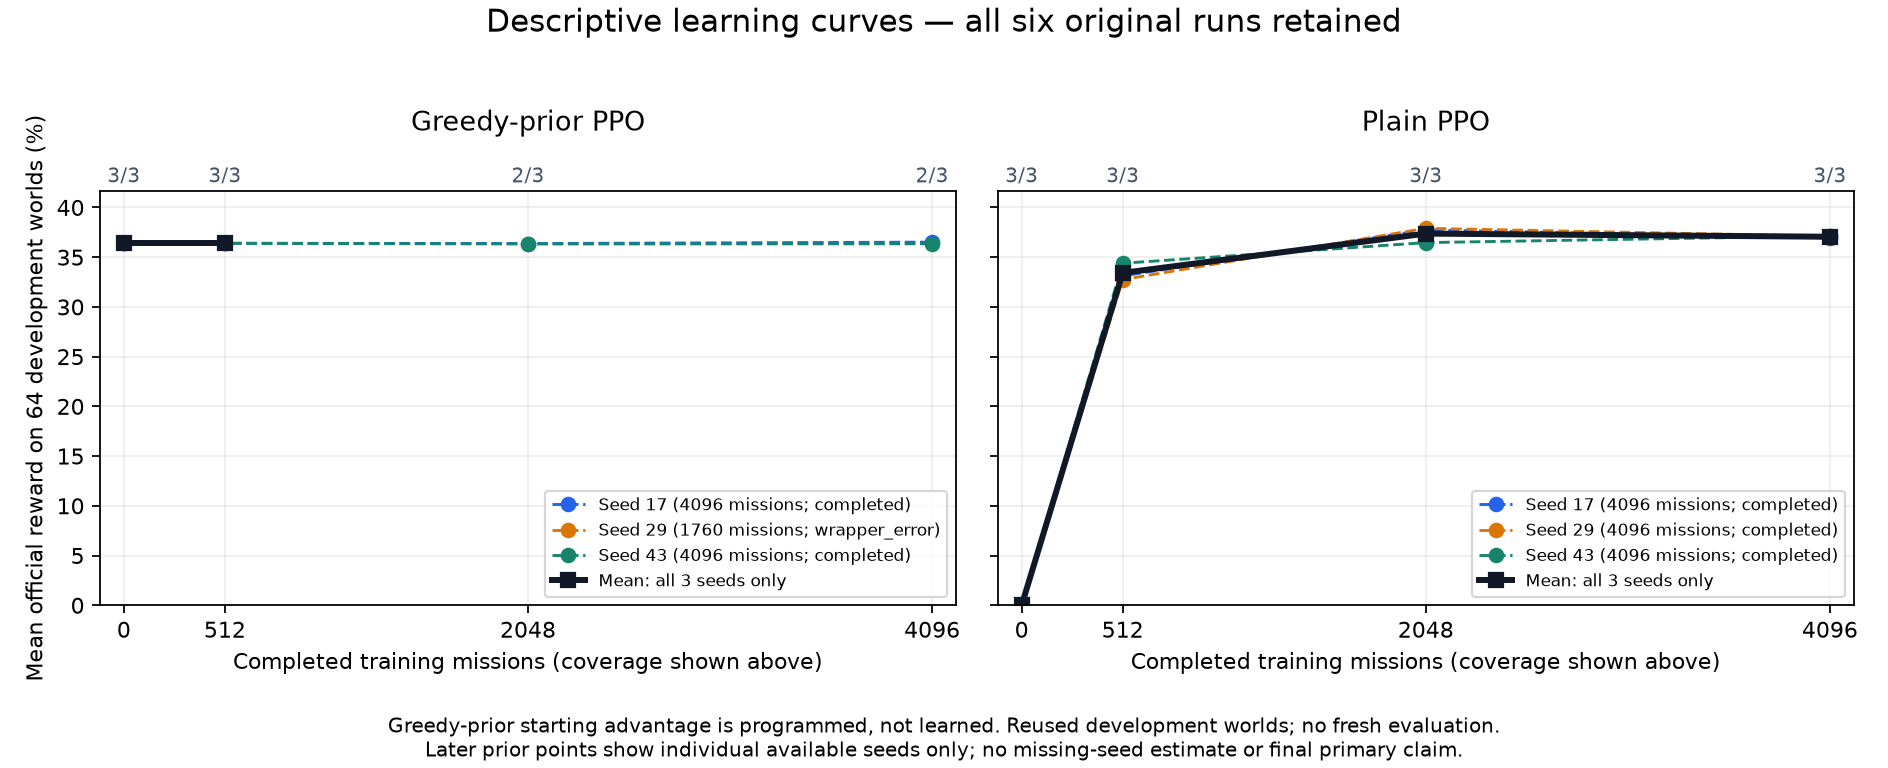 Descriptive learning curves — all six original runs retained
Greedy-prior PPO
3/3 3/3 2/3 2/3
Mean official reward on 64 development worlds (%)
40
35
30
25
20
15
10
5
0
Seed 17 (4096 missions; completed)
Seed 29 (1760 missions; wrapper_error)
Seed 43 (4096 missions; completed)
Mean: all 3 seeds only
0 512 2048 4096
Completed training missions (coverage shown above)
Plain PPO
3/3 3/3 3/3 3/3
Seed 17 (4096 missions; completed)
Seed 29 (4096 missions; completed)
Seed 43 (4096 missions; completed)
Mean: all 3 seeds only
0 512 2048 4096
Completed training missions (coverage shown above)
Greedy-prior starting advantage is programmed, not learned. Reused development worlds; no fresh evaluation.
Later prior points show individual available seeds only; no missing-seed estimate or final primary claim.